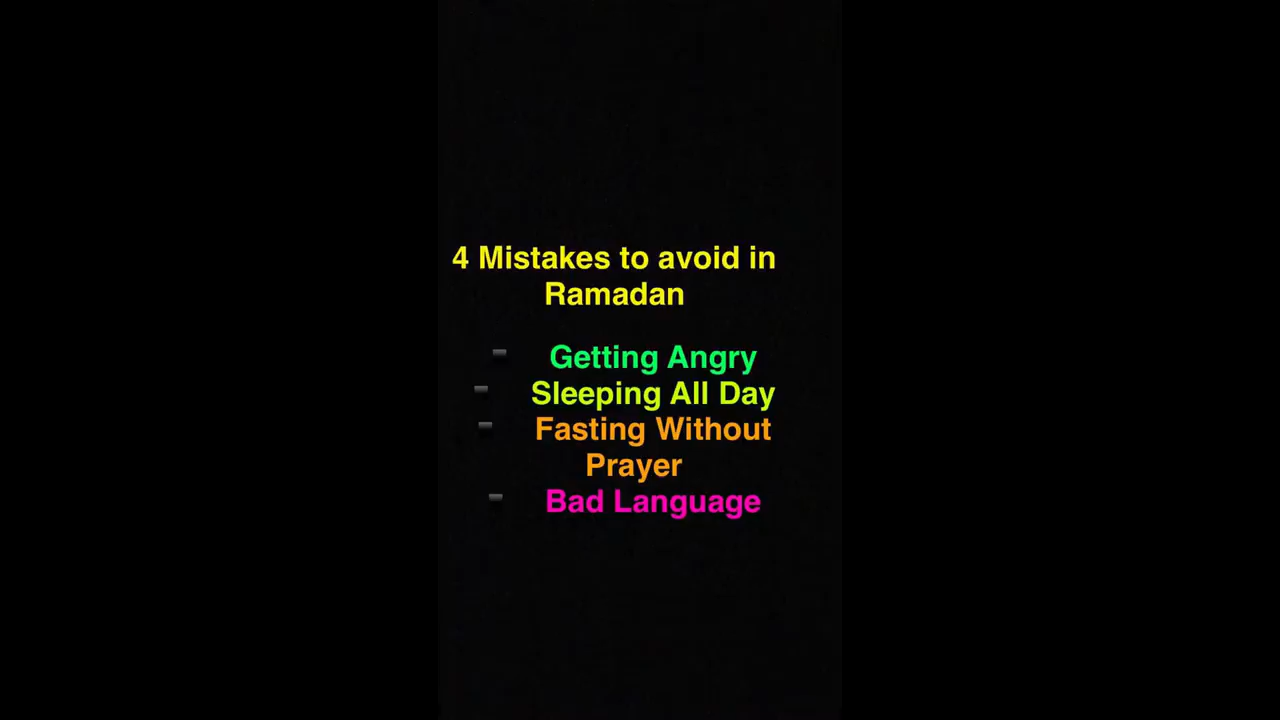 4 Mistakes to avoid in
Ramadan
- Getting Angry
- Sleeping All Day
- Fasting Without
Prayer
- Bad Language